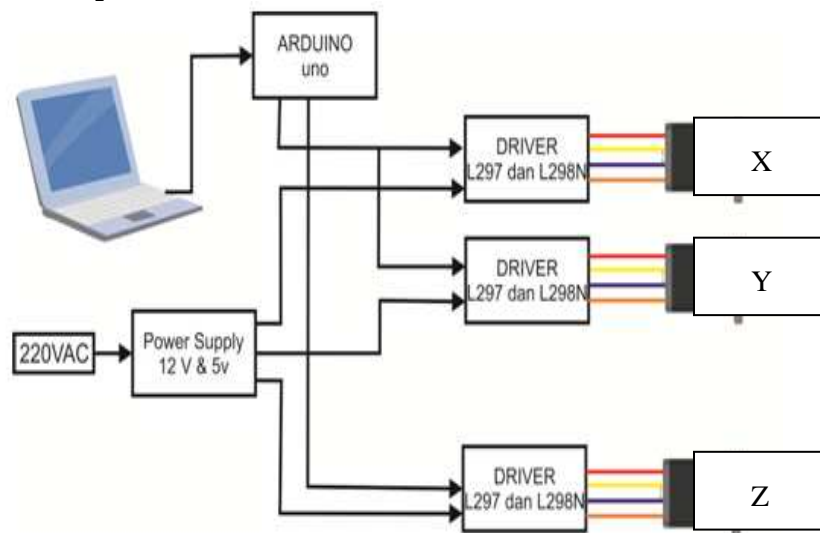 ARDUINO
uno
DRIVER
L297 dan L298N
X
DRIVER
L297 dan L298N
Y
220VAC
Power Supply
12 V & 5v
DRIVER
L297 dan L298N
Z